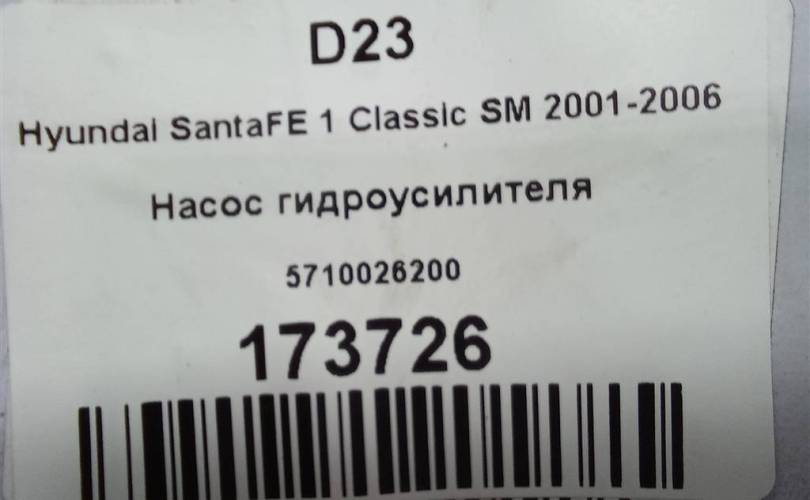 D23
Hyundai SantaFE 1 Classic SM 2001-2006
Насос гидроусилителя
5710026200
173726